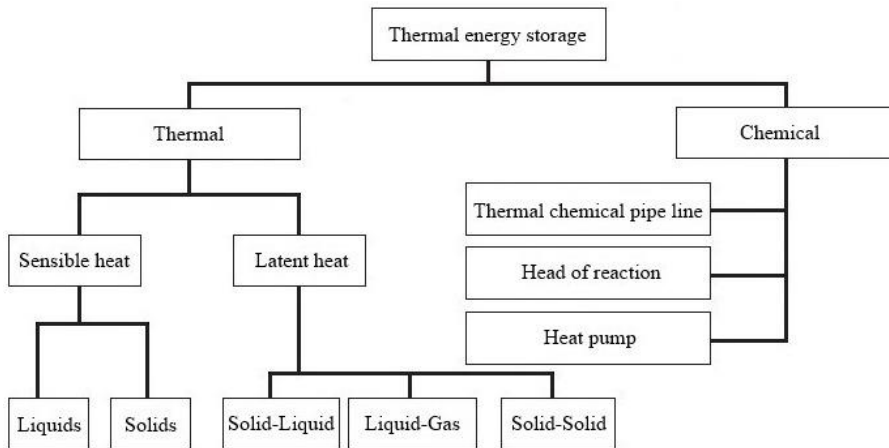 Thermal energy storage
Thermal
Chemical
Thermal chemical pipe line
Sensible heat
Latent heat
Head of reaction
Heat pump
Liquids
Solids
Solid-Liquid
Liquid-Gas
Solid-Solid